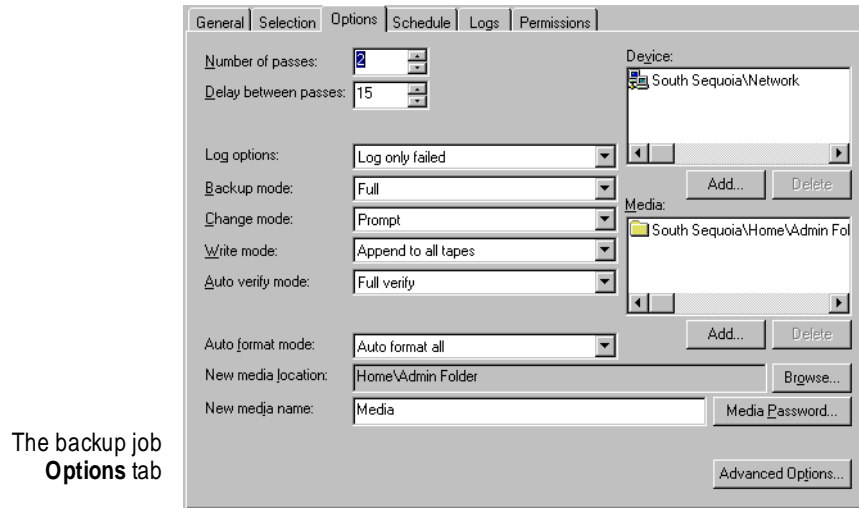 General Selection Options Schedule Logs Permissions
Number of passes: 2
Delay between passes: 15
Log options: Log only failed
Backup mode: Full
Change mode: Prompt
Write mode: Append to all tapes
Auto verify mode: Full verify
Auto format mode: Auto format all
New media location: Home\Admin Folder
New media name: Media
Device:
South Sequoia\Network
Add... Delete
Media:
South Sequoia\Home\Admin Fol
Add... Delete
Browse...
Media Password...
Advanced Options...
The backup job
Options tab